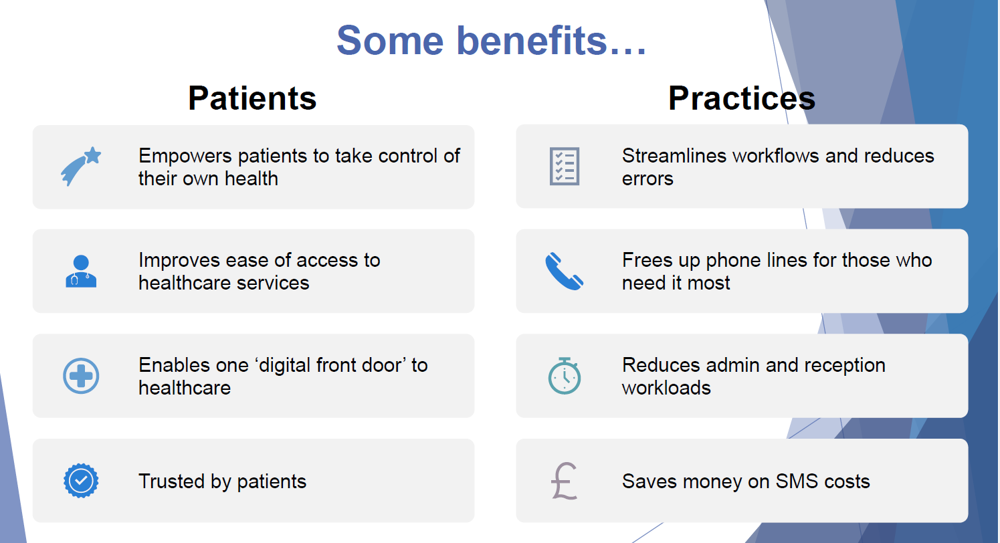 Some benefits…
Patients
Empowers patients to take control of
their own health
Improves ease of access to
healthcare services
Enables one ‘digital front door’ to
healthcare
Trusted by patients
Practices
Streamlines workflows and reduces
errors
Frees up phone lines for those who
need it most
Reduces admin and reception
workloads
£
Saves money on SMS costs